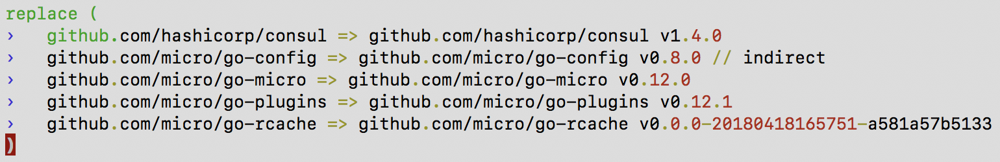 replace (
›   github.com/hashicorp/consul => github.com/hashicorp/consul v1.4.0
›   github.com/micro/go-config => github.com/micro/go-config v0.8.0 // indirect
›   github.com/micro/go-micro => github.com/micro/go-micro v0.12.0
›   github.com/micro/go-plugins => github.com/micro/go-plugins v0.12.1
›   github.com/micro/go-rcache => github.com/micro/go-rcache v0.0.0-20180418165751-a581a57b5133
)